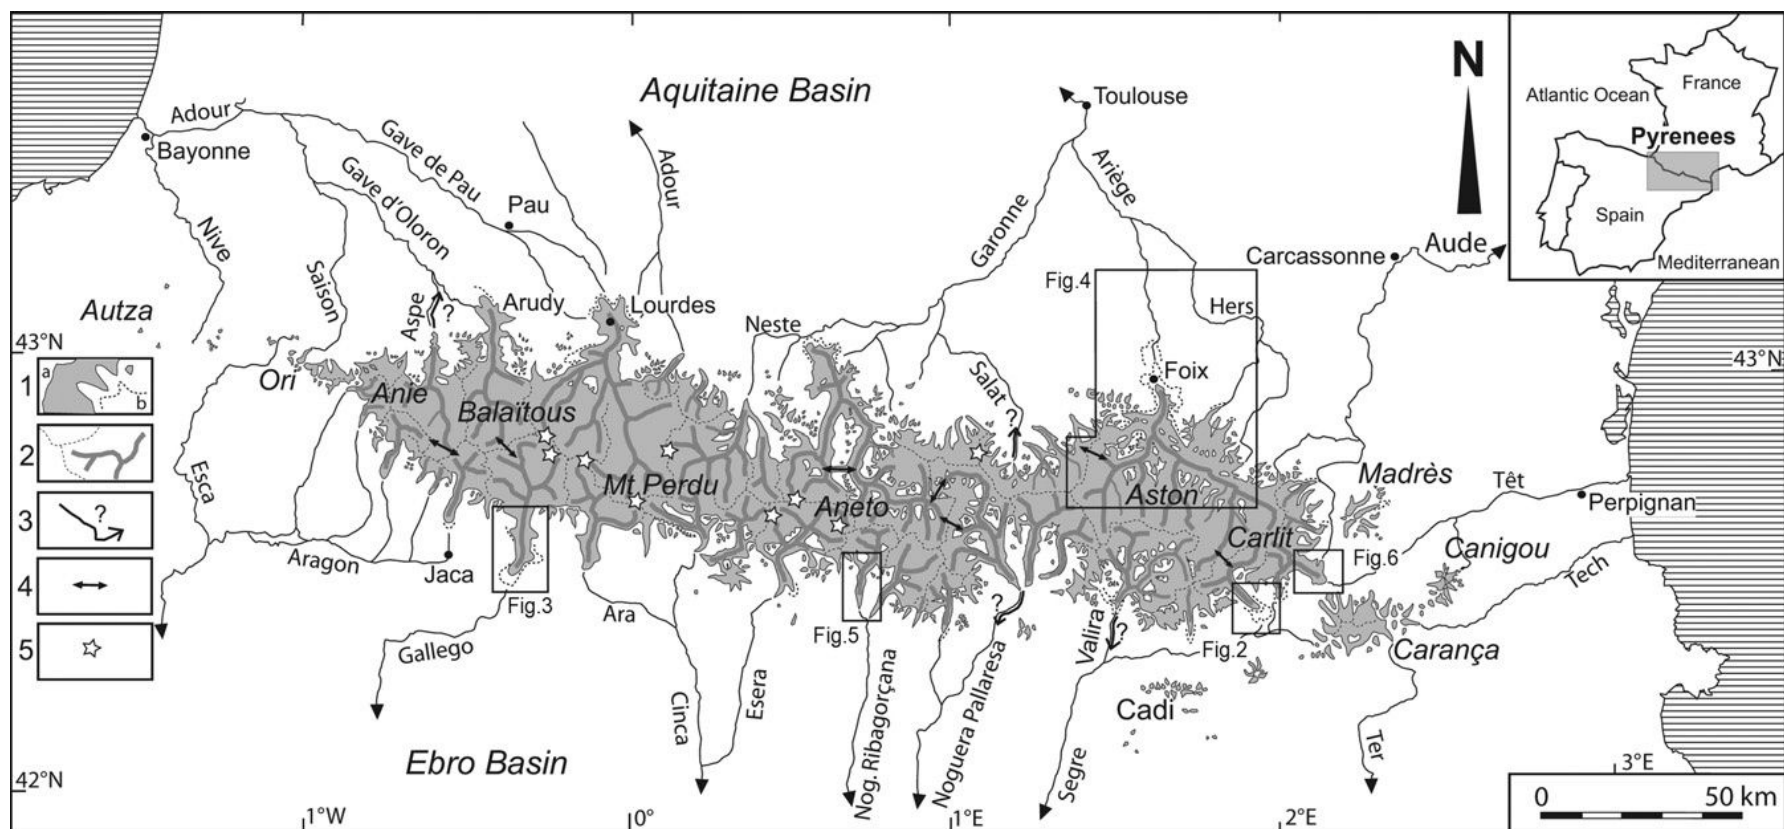 Aquitaine Basin
N
Atlantic Ocean
France
Pyrenees
Spain
Mediterranean
Adour
Bayonne
Gave de Pau
Gave d'Oloron
Pau
Adour
Toulouse
Ariège
Garonne
Carcassonne
Aude
Nive
Saison
Autza
Aspe
?
Arudy
Lourdes
Neste
Fig.4
Hers
43°N
43°N
Foix
Salat
?
Ori
Anie
Balaïtous
Mt.Perdu
Aneto
Aston
Carlit
Madrès
Têt
Perpignan
Canigou
Tech
Carança
1
a
b
2
3
?
4
5
Esca
Aragon
Jaca
Fig.3
Gallego
Ara
Cinca
Esera
Fig.5
Nog. Ribagorçana
?
Noguera Pallaresa
Valira
?
Segre
Fig.2
Fig.6
Cadi
Ter
Ebro Basin
42°N
1°W
0°
1°E
2°E
3°E
0
50 km